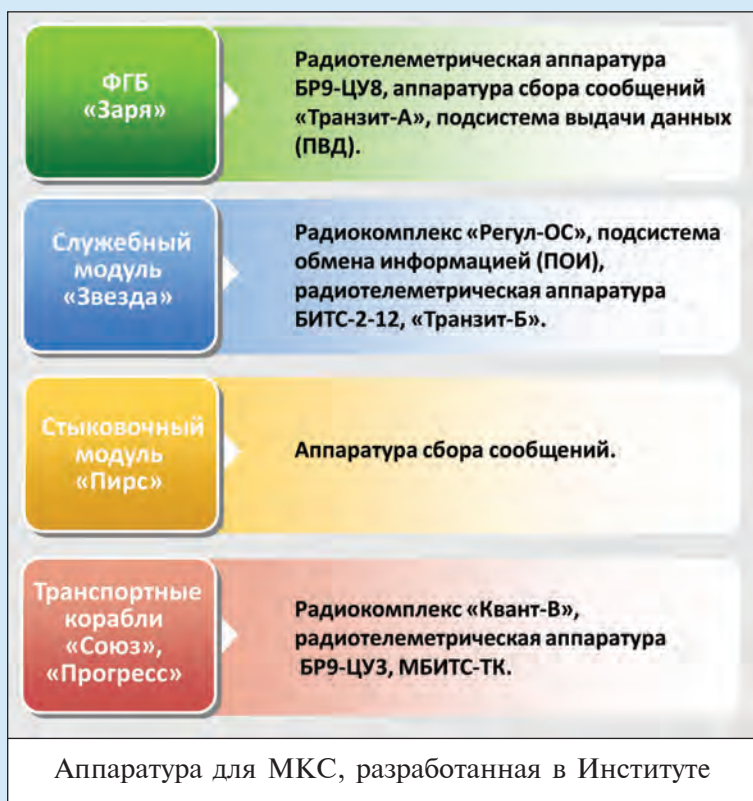 ФГБ
«Заря»
Радиотелеметрическая аппаратура
БР9-ЦУ8, аппаратура сбора сообщений
«Транзит-А», подсистема выдачи данных
(ПВД).
Служебный
модуль
«Звезда»
Радиокомплекс «Регул-ОС», подсистема
обмена информацией (ПОИ),
радиотелеметрическая аппаратура
БИТС-2-12, «Транзит-Б».
Стыковочный
модуль
«Пирс»
Аппаратура сбора сообщений.
Транспортные
корабли
«Союз»,
«Прогресс»
Радиокомплекс «Квант-В»,
радиотелеметрическая аппаратура
БР9-ЦУ3, МБИТС-ТК.
Аппаратура для МКС, разработанная в Институте